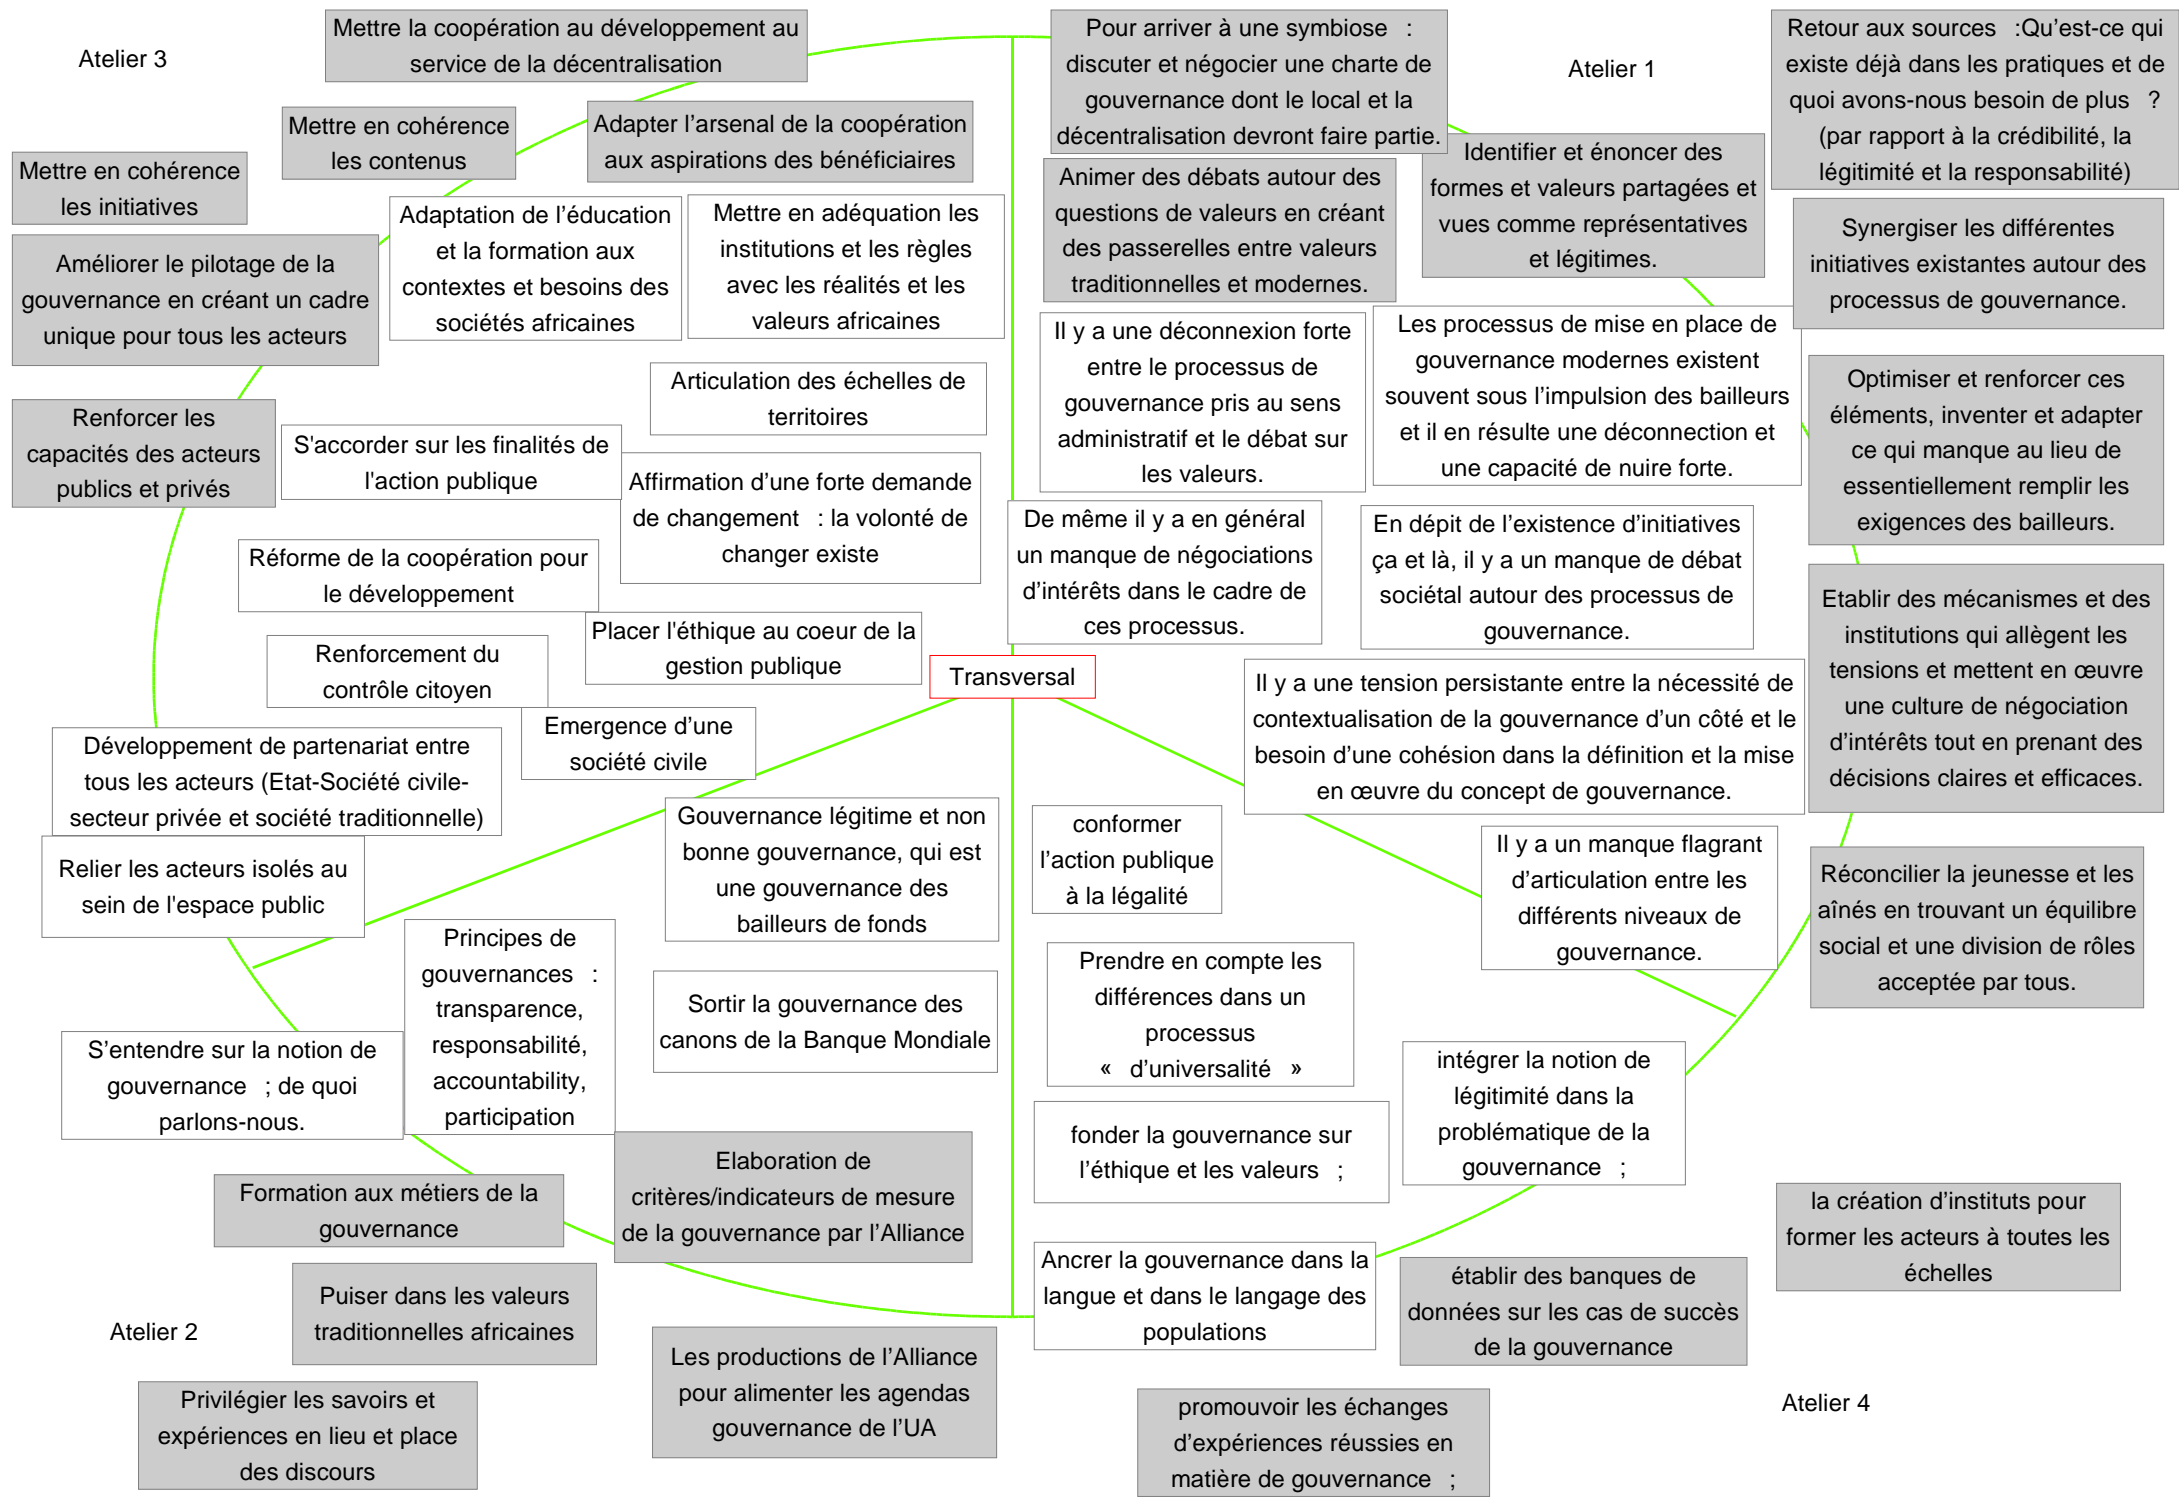 Atelier 3
Mettre la coopération au développement au
service de la décentralisation
Mettre en cohérence
les contenus
Adapter l’arsenal de la coopération
aux aspirations des bénéficiaires
Mettre en cohérence
les initiatives
Améliorer le pilotage de la
gouvernance en créant un cadre
unique pour tous les acteurs
Adaptation de l’éducation
et la formation aux
contextes et besoins des
sociétés africaines
Mettre en adéquation les
institutions et les règles
avec les réalités et les
valeurs africaines
Articulation des échelles de
territoires
Renforcer les
capacités des acteurs
publics et privés
S'accorder sur les finalités de
l'action publique
Affirmation d’une forte demande
de changement : la volonté de
changer existe
Réforme de la coopération pour
le développement
Placer l'éthique au coeur de la
gestion publique
Renforcement du
contrôle citoyen
Emergence d’une
société civile
Développement de partenariat entre
tous les acteurs (Etat-Société civile-
secteur privée et société traditionnelle)
Relier les acteurs isolés au
sein de l'espace public
Transversal
Pour arriver à une symbiose :
discuter et négocier une charte de
gouvernance dont le local et la
décentralisation devront faire partie.
Atelier 1
Retour aux sources :Qu’est-ce qui
existe déjà dans les pratiques et de
quoi avons-nous besoin de plus ?
(par rapport à la crédibilité, la
légitimité et la responsabilité)
Identifier et énoncer des
formes et valeurs partagées et
vues comme représentatives
et légitimes.
Animer des débats autour des
questions de valeurs en créant
des passerelles entre valeurs
traditionnelles et modernes.
Synergiser les différentes
initiatives existantes autour des
processus de gouvernance.
Il y a une déconnexion forte
entre le processus de
gouvernance pris au sens
administratif et le débat sur
les valeurs.
Les processus de mise en place de
gouvernance modernes existent
souvent sous l’impulsion des bailleurs
et il en résulte une déconnection et
une capacité de nuire forte.
Optimiser et renforcer ces
éléments, inventer et adapter
ce qui manque au lieu de
essentiellement remplir les
exigences des bailleurs.
De même il y a en général
un manque de négociations
d’intérêts dans le cadre de
ces processus.
En dépit de l’existence d’initiatives
ça et là, il y a un manque de débat
sociétal autour des processus de
gouvernance.
Etablir des mécanismes et des
institutions qui allègent les
tensions et mettent en œuvre
une culture de négociation
d’intérêts tout en prenant des
décisions claires et efficaces.
Il y a une tension persistante entre la nécessité de
contextualisation de la gouvernance d’un côté et le
besoin d’une cohésion dans la définition et la mise
en œuvre du concept de gouvernance.
Il y a un manque flagrant
d’articulation entre les
différents niveaux de
gouvernance.
Réconcilier la jeunesse et les
aînés en trouvant un équilibre
social et une division de rôles
acceptée par tous.
Gouvernance légitime et non
bonne gouvernance, qui est
une gouvernance des
bailleurs de fonds
Principes de
gouvernances :
transparence,
responsabilité,
accountability,
participation
Sortir la gouvernance des
canons de la Banque Mondiale
S’entendre sur la notion de
gouvernance ; de quoi
parlons-nous.
Formation aux métiers de la
gouvernance
Elaboration de
critères/indicateurs de mesure
de la gouvernance par l’Alliance
Puiser dans les valeurs
traditionnelles africaines
Atelier 2
Les productions de l’Alliance
pour alimenter les agendas
gouvernance de l’UA
Privilégier les savoirs et
expériences en lieu et place
des discours
conformer
l’action publique
à la légalité
Prendre en compte les
différences dans un
processus
« d’universalité »
intégrer la notion de
légitimité dans la
problématique de la
gouvernance ;
fonder la gouvernance sur
l’éthique et les valeurs ;
Ancrer la gouvernance dans la
langue et dans le langage des
populations
la création d’instituts pour
former les acteurs à toutes les
échelles
établir des banques de
données sur les cas de succès
de la gouvernance
promouvoir les échanges
d’expériences réussies en
matière de gouvernance ;
Atelier 4